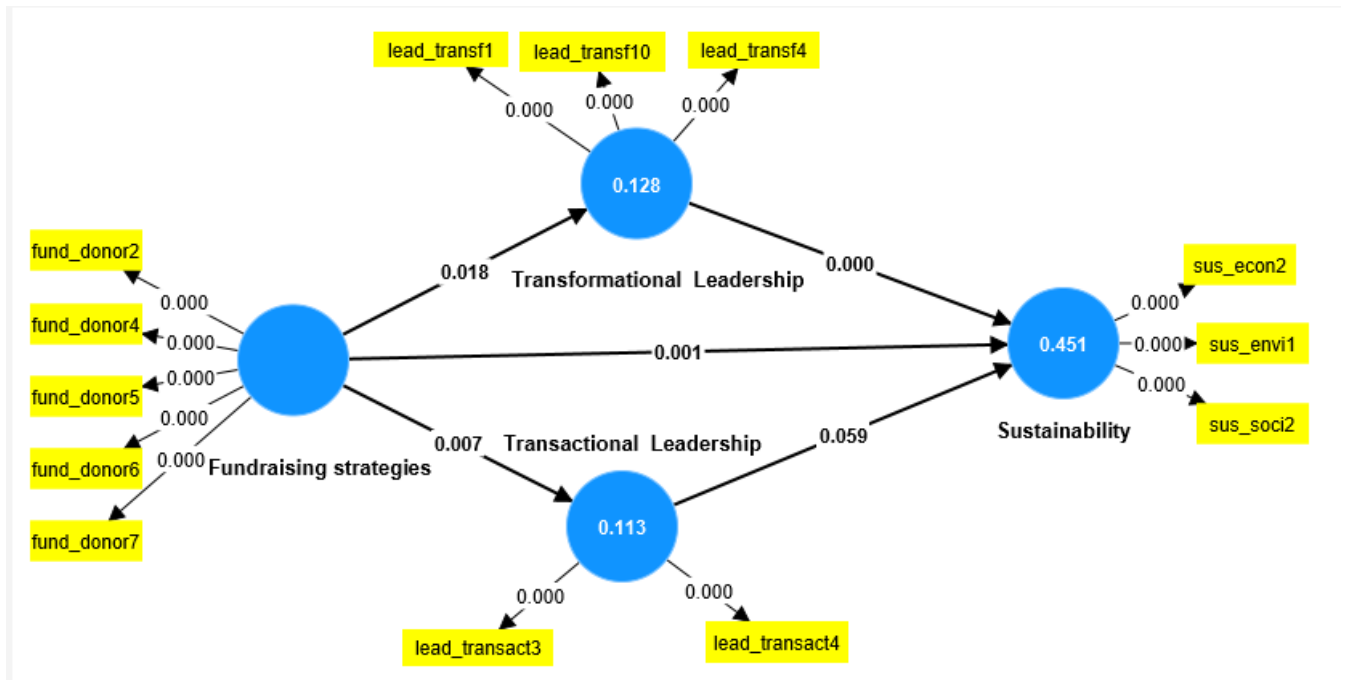 lead_transf1
lead_transf10
lead_transf4
0.000
0.000
0.000
0.128
Transformational Leadership
fund_donor2
fund_donor4
fund_donor5
fund_donor6
fund_donor7
0.000
0.000
0.000
0.000
0.000
Fundraising strategies
0.018
0.000
0.001
0.007
0.059
Transactional Leadership
0.113
0.000
0.000
lead_transact3
lead_transact4
0.451
Sustainability
0.000
0.000
0.000
sus_econ2
sus_envi1
sus_soci2